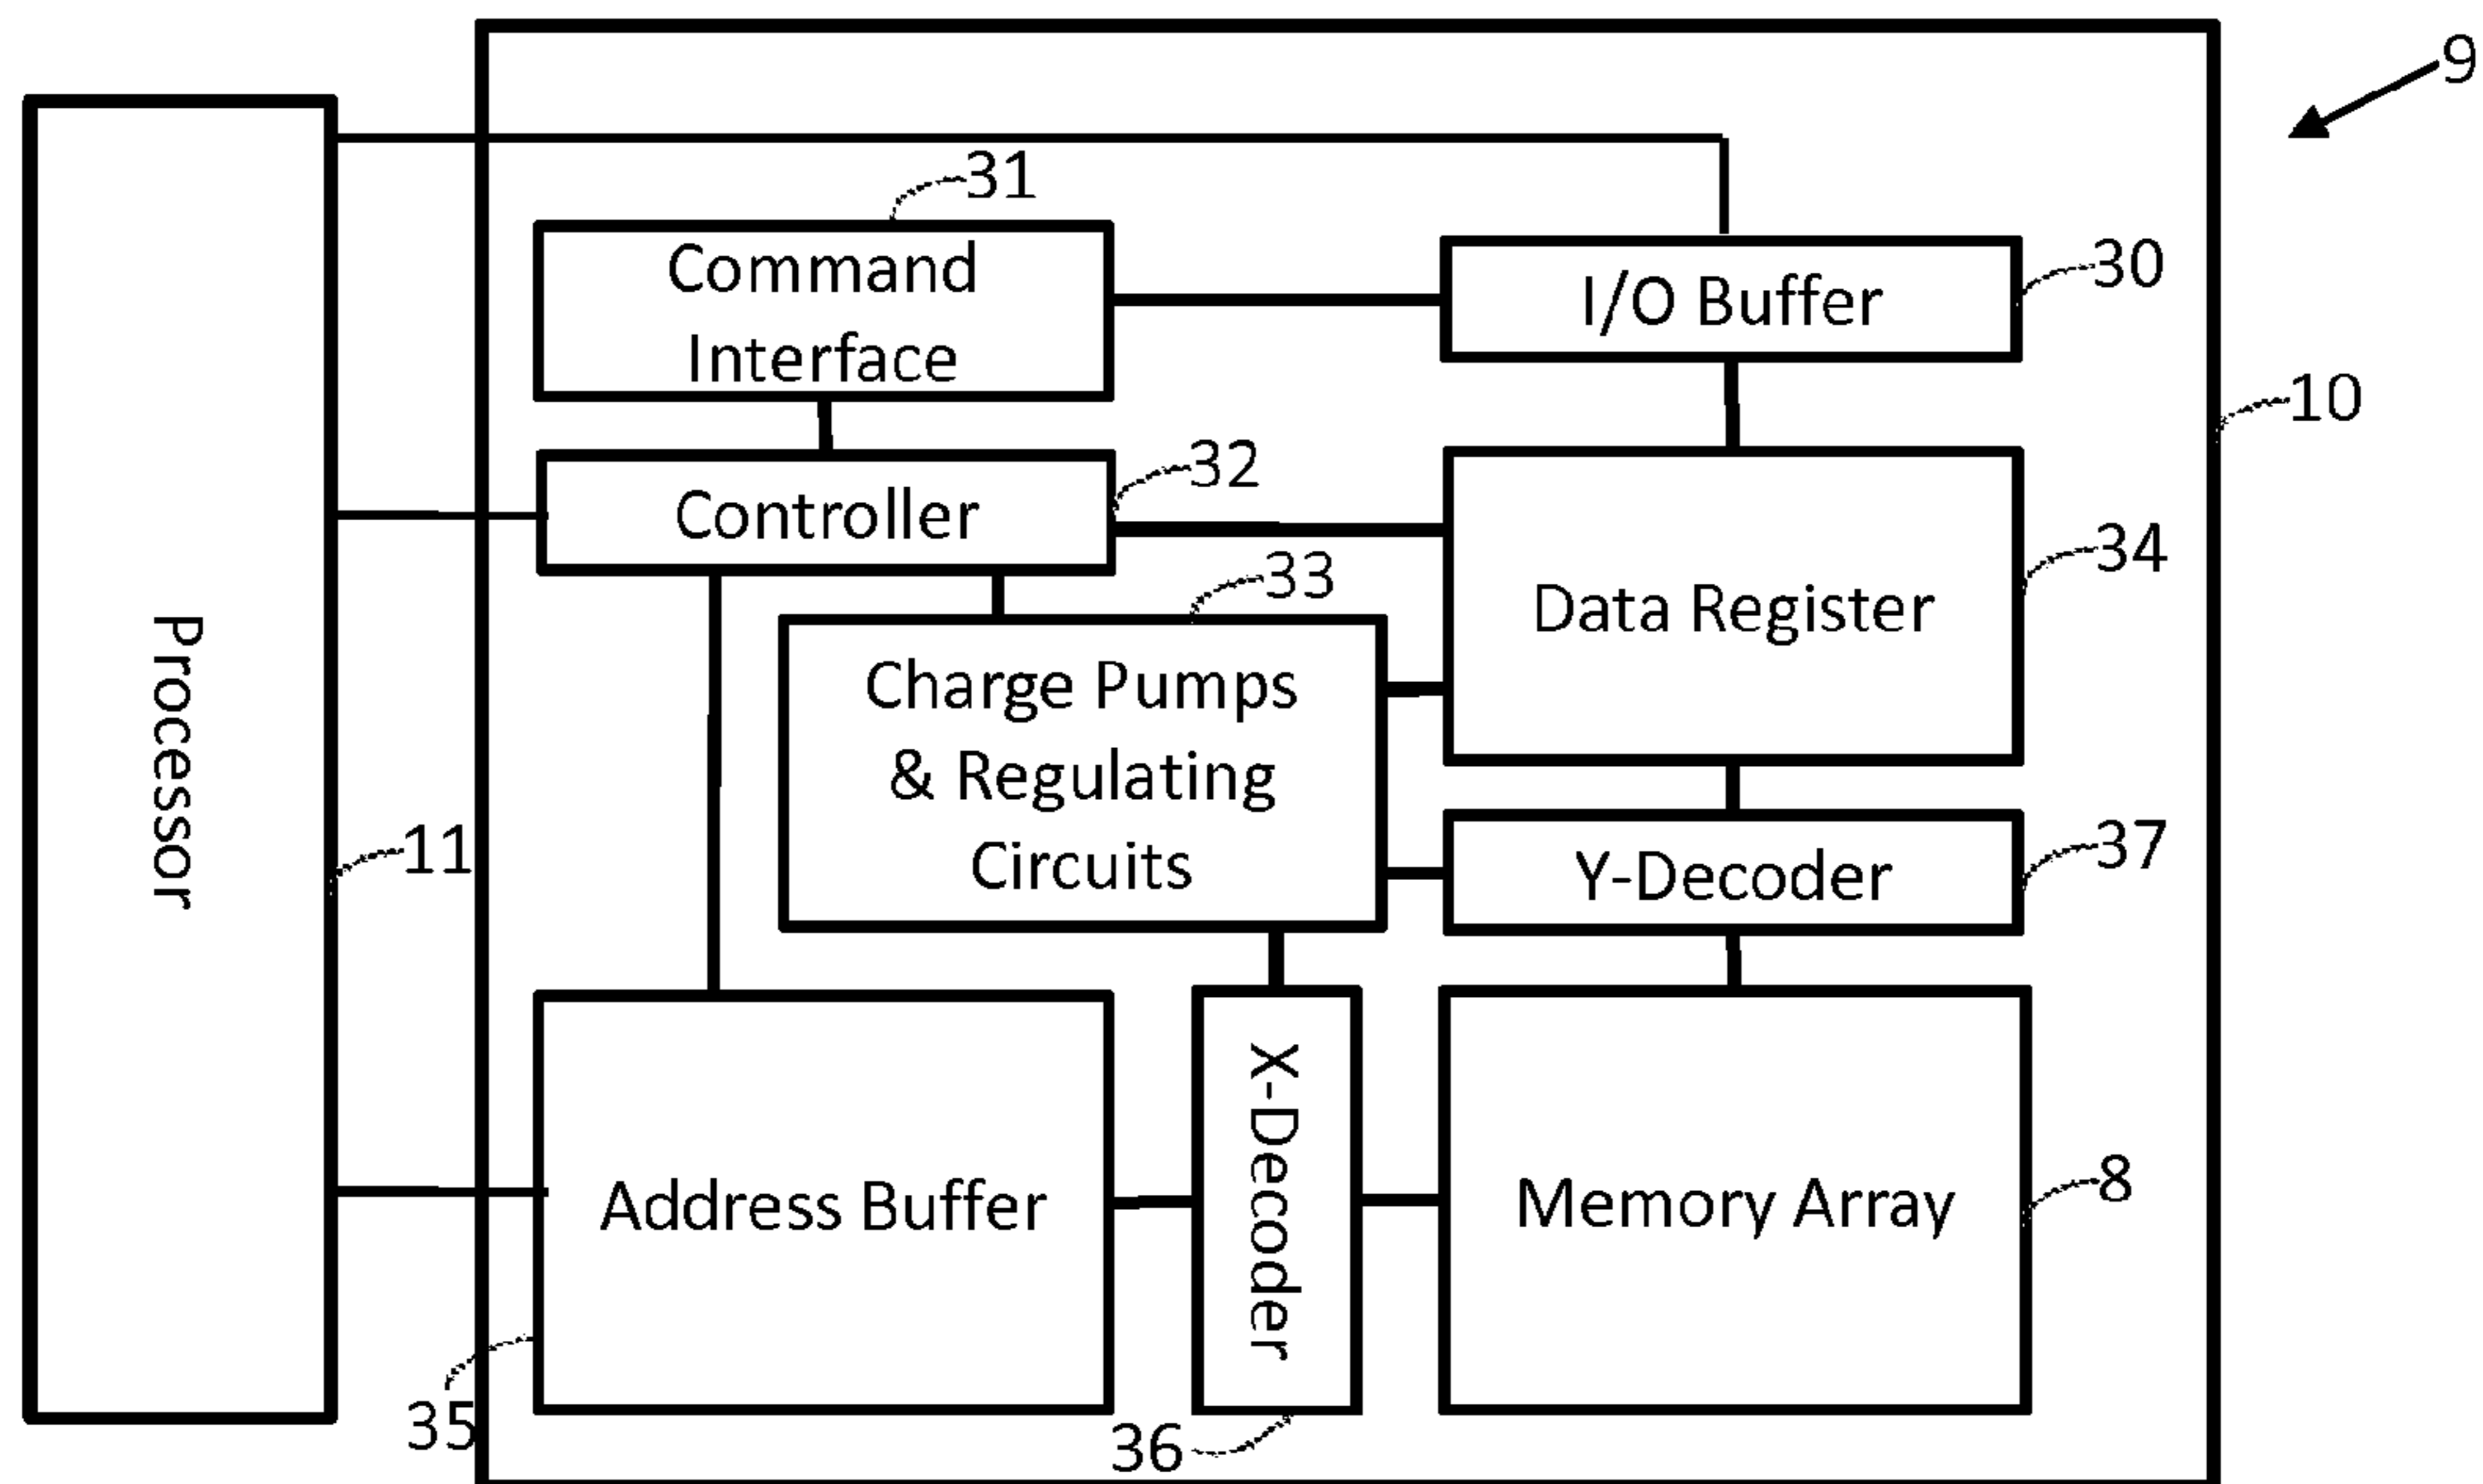 9
31
Command
Interface
I/O Buffer
30
10
32
Controller
34
33
Data Register
Charge Pumps
& Regulating
Circuits
Processor
11
Y-Decoder
37
Address Buffer
X-Decoder
Memory Array
8
35
36